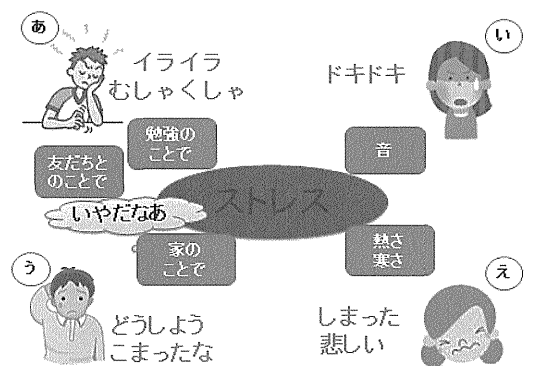 あ
イライラ
むしゃくしゃ
い
ドキドキ
勉強の
ことで
友だちと
のことで
音
ストレス
いやだなあ
家の
ことで
熱さ
寒さ
う
どうしよう
こまったな
え
しまった
悲しい